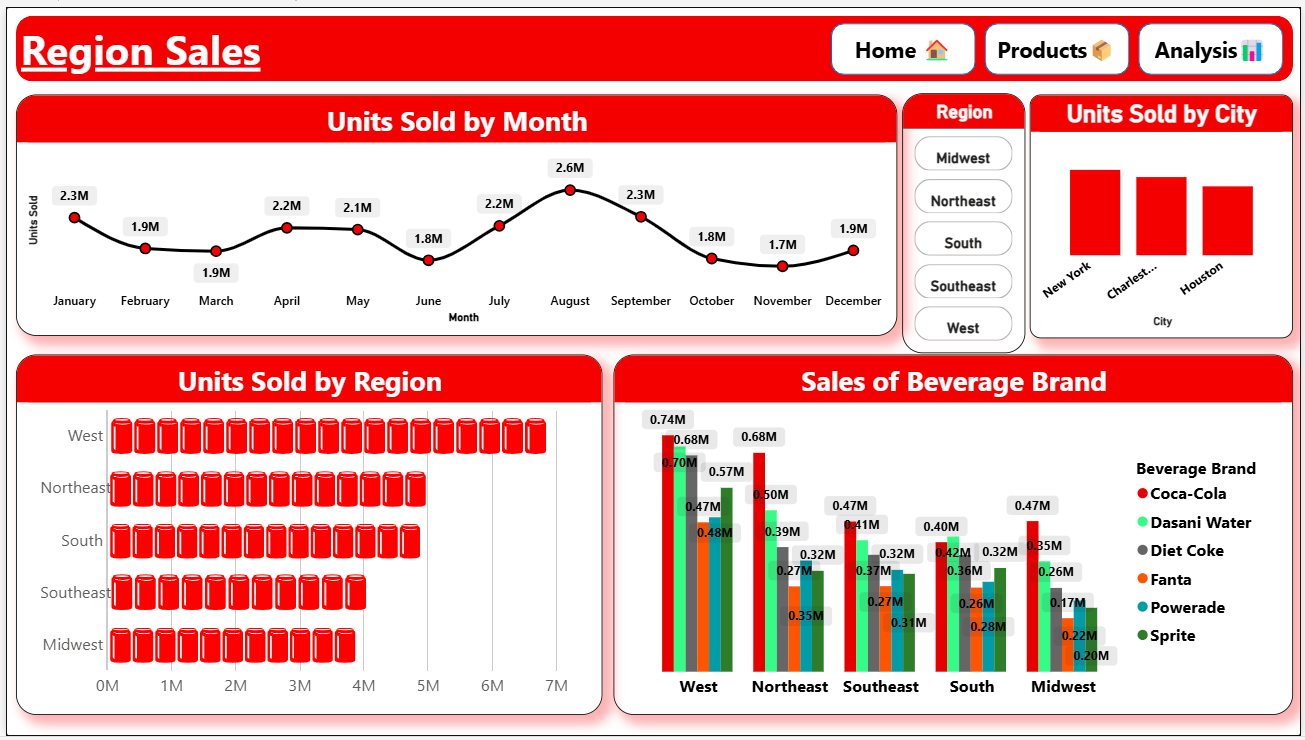 Region Sales
Home
Products
Analysis
Units Sold by Month
Units Sold
2.3M
1.9M
1.9M
2.2M
2.1M
1.8M
2.2M
2.6M
2.3M
1.8M
1.7M
1.9M
January
February
March
April
May
June
July
August
September
October
November
December
Month
Region
Midwest
Northeast
South
Southeast
West
Units Sold by City
New York
Charlest...
Houston
City
Units Sold by Region
West
Northeast
South
Southeast
Midwest
0M
1M
2M
3M
4M
5M
6M
7M
Sales of Beverage Brand
0.74M
0.70M
0.68M
0.47M
0.48M
0.57M
0.68M
0.50M
0.39M
0.27M
0.35M
0.32M
0.47M
0.41M
0.37M
0.27M
0.32M
0.31M
0.40M
0.42M
0.36M
0.26M
0.28M
0.32M
0.47M
0.35M
0.26M
0.17M
0.22M
0.20M
West
Northeast
Southeast
South
Midwest
Beverage Brand
Coca-Cola
Dasani Water
Diet Coke
Fanta
Powerade
Sprite